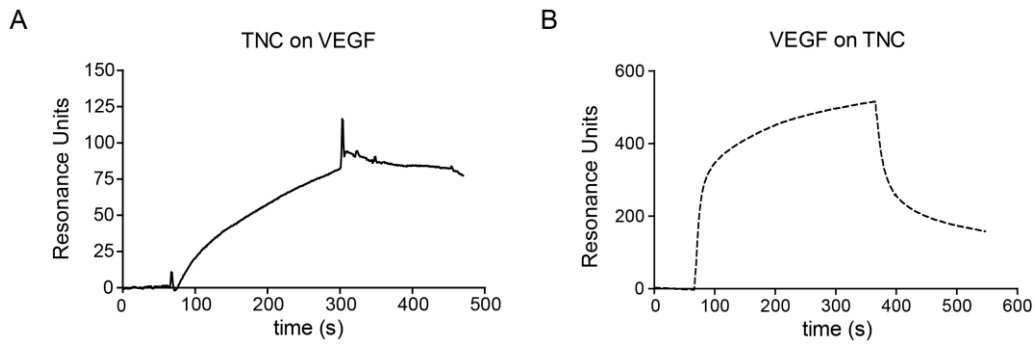 A
TNC on VEGF
150
125
100
75
50
25
0
Resonance Units
0 100 200 300 400 500
time (s)
B
VEGF on TNC
600
400
200
0
Resonance Units
0 100 200 300 400 500 600
time (s)